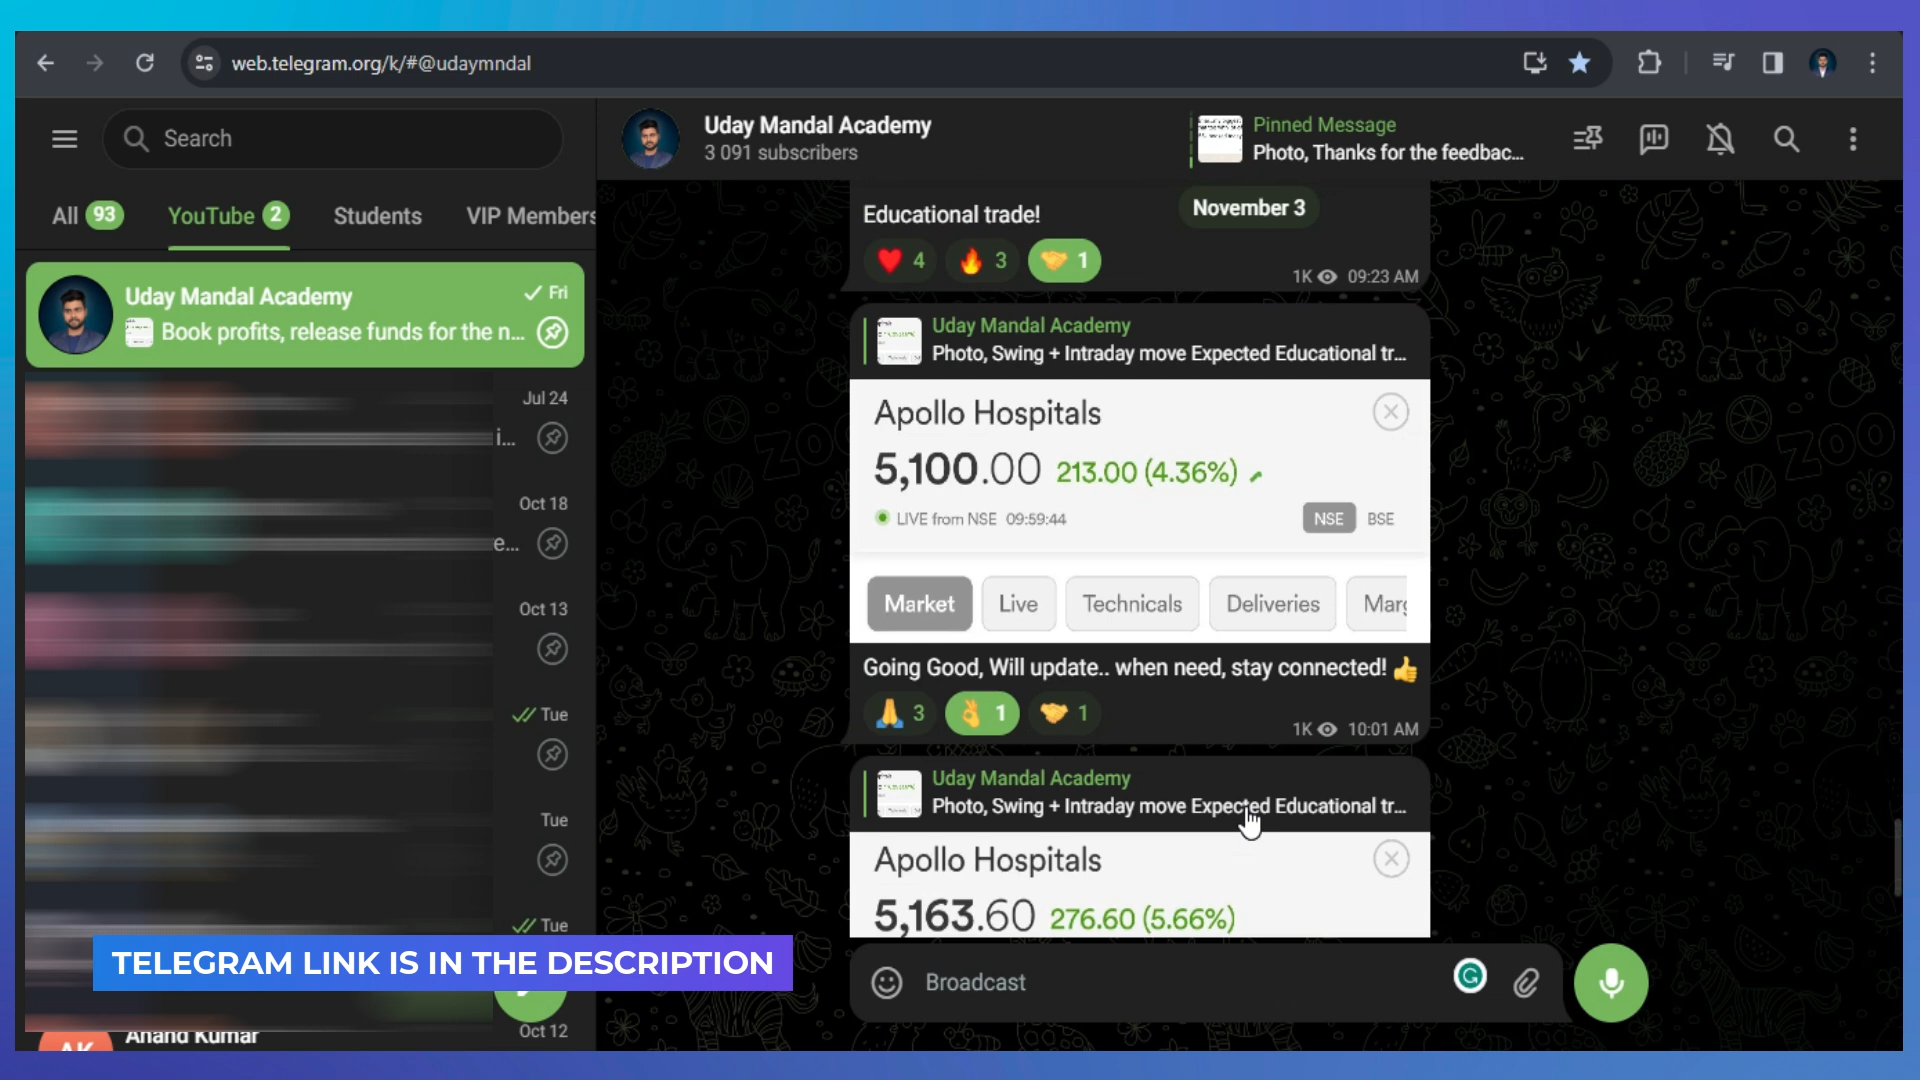 web.telegram.org/k/#@udaymndal
Search
All 93
YouTube 2
Students
VIP Members
Uday Mandal Academy
Fri
Book profits, release funds for the n...
Jul 24
i...
Oct 18
e...
Oct 13
Tue
Tue
Tue
Anand Kumar
Oct 12
TELEGRAM LINK IS IN THE DESCRIPTION
Uday Mandal Academy
3 091 subscribers
Pinned Message
Photo, Thanks for the feedbac...
November 3
Educational trade!
4 3 1
1K 09:23 AM
Uday Mandal Academy
Photo, Swing + Intraday move Expected Educational tr...
Apollo Hospitals
5,100.00 213.00 (4.36%)
LIVE from NSE 09:59:44
NSE BSE
Market Live Technicals Deliveries Marg
Going Good, Will update.. when need, stay connected! 👍
3 1 1
1K 10:01 AM
Uday Mandal Academy
Photo, Swing + Intraday move Expected Educational tr...
Apollo Hospitals
5,163.60 276.60 (5.66%)
Broadcast